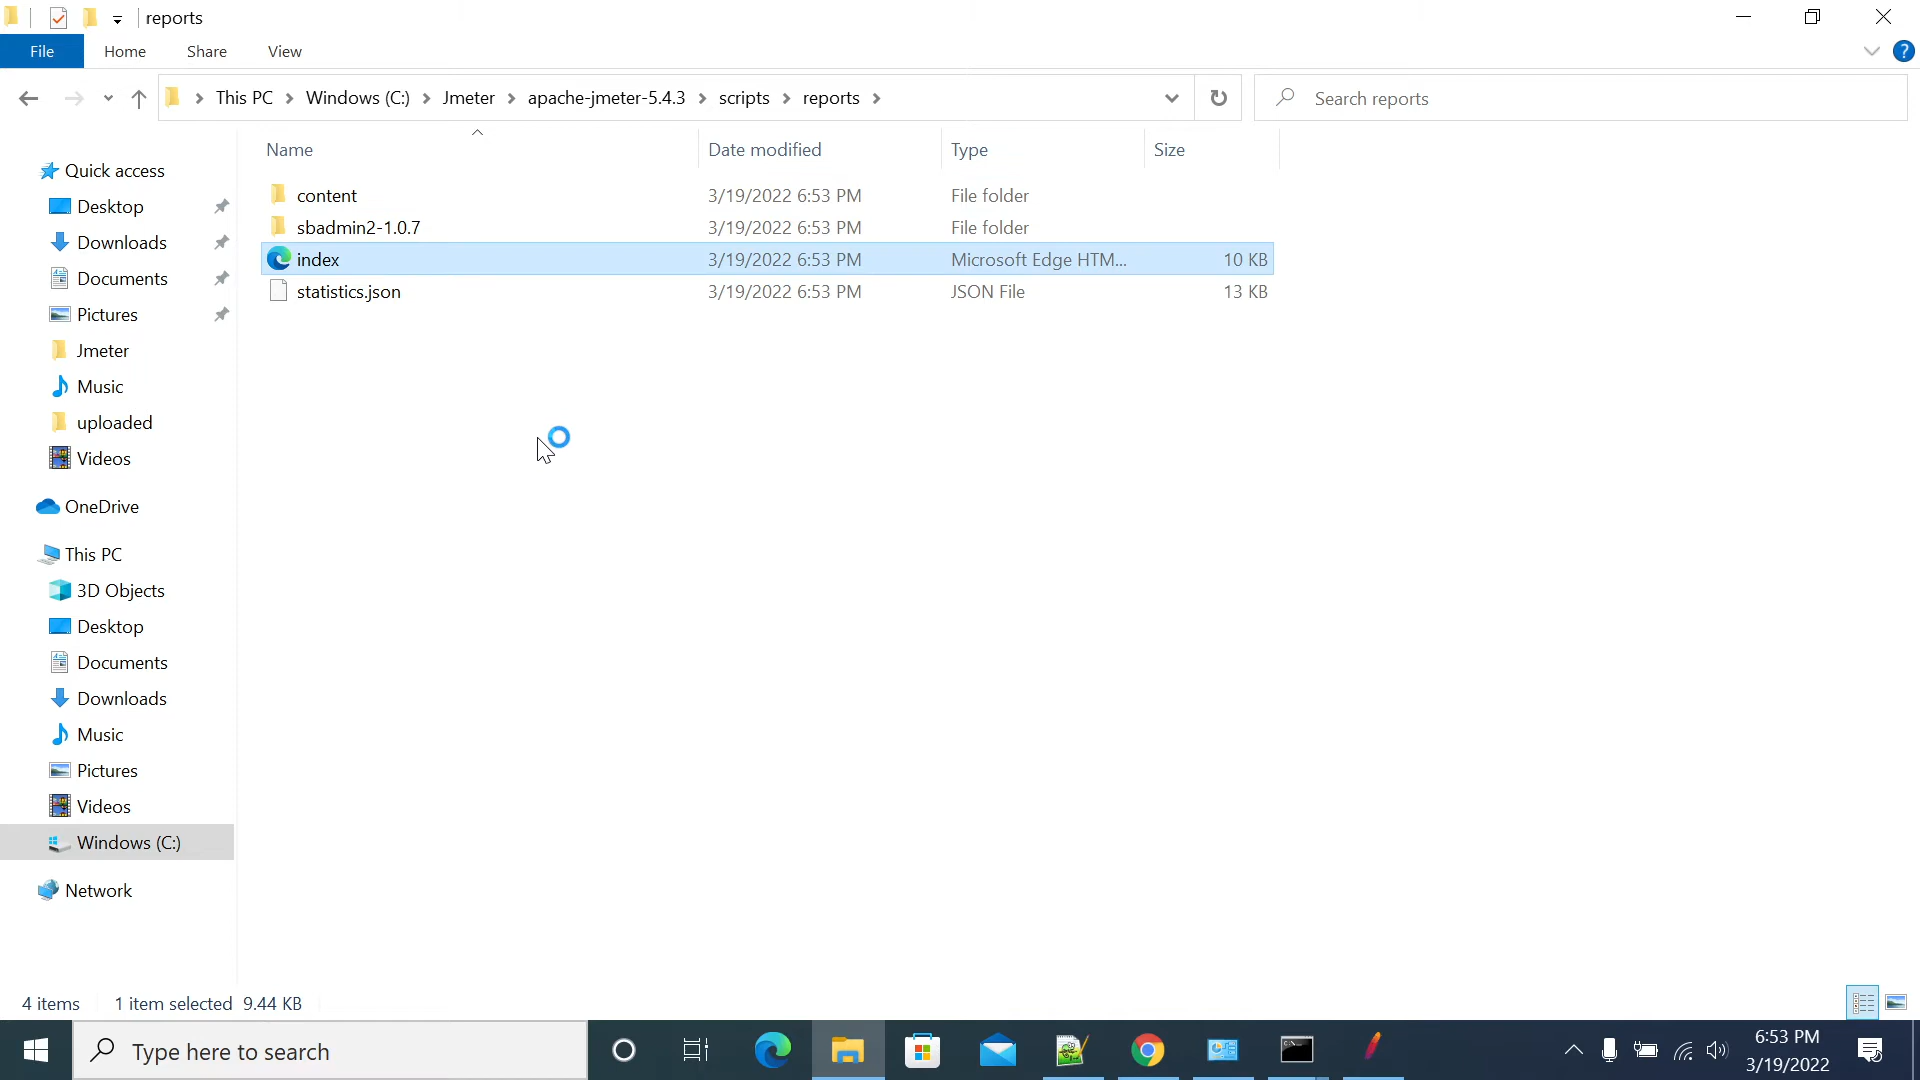 reports
File Home Share View
This PC Windows (C:) Jmeter apache-jmeter-5.4.3 scripts reports
Search reports
Name Date modified Type Size
content 3/19/2022 6:53 PM File folder
sbadmin2-1.0.7 3/19/2022 6:53 PM File folder
index 3/19/2022 6:53 PM Microsoft Edge HTM... 10 KB
statistics.json 3/19/2022 6:53 PM JSON File 13 KB
Quick access
Desktop
Downloads
Documents
Pictures
Jmeter
Music
uploaded
Videos
OneDrive
This PC
3D Objects
Desktop
Documents
Downloads
Music
Pictures
Videos
Windows (C:)
Network
4 items 1 item selected 9.44 KB
Type here to search
6:53 PM
3/19/2022